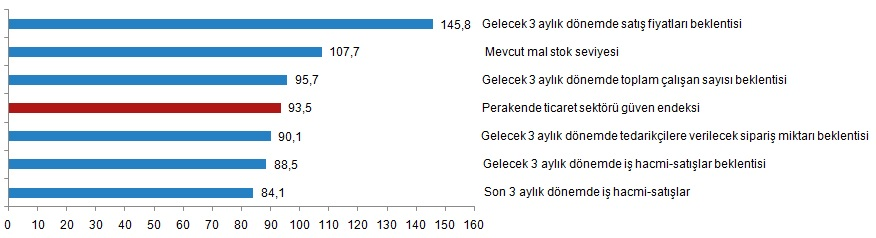 145,8 Gelecek 3 aylık dönemde satış fiyatları beklentisi
107,7 Mevcut mal stok seviyesi
95,7 Gelecek 3 aylık dönemde toplam çalışan sayısı beklentisi
93,5 Perakende ticaret sektörü güven endeksi
90,1 Gelecek 3 aylık dönemde tedarikçilere verilecek sipariş miktarı beklentisi
88,5 Gelecek 3 aylık dönemde iş hacmi-satışlar beklentisi
84,1 Son 3 aylık dönemde iş hacmi-satışlar
0 10 20 30 40 50 60 70 80 90 100 110 120 130 140 150 160